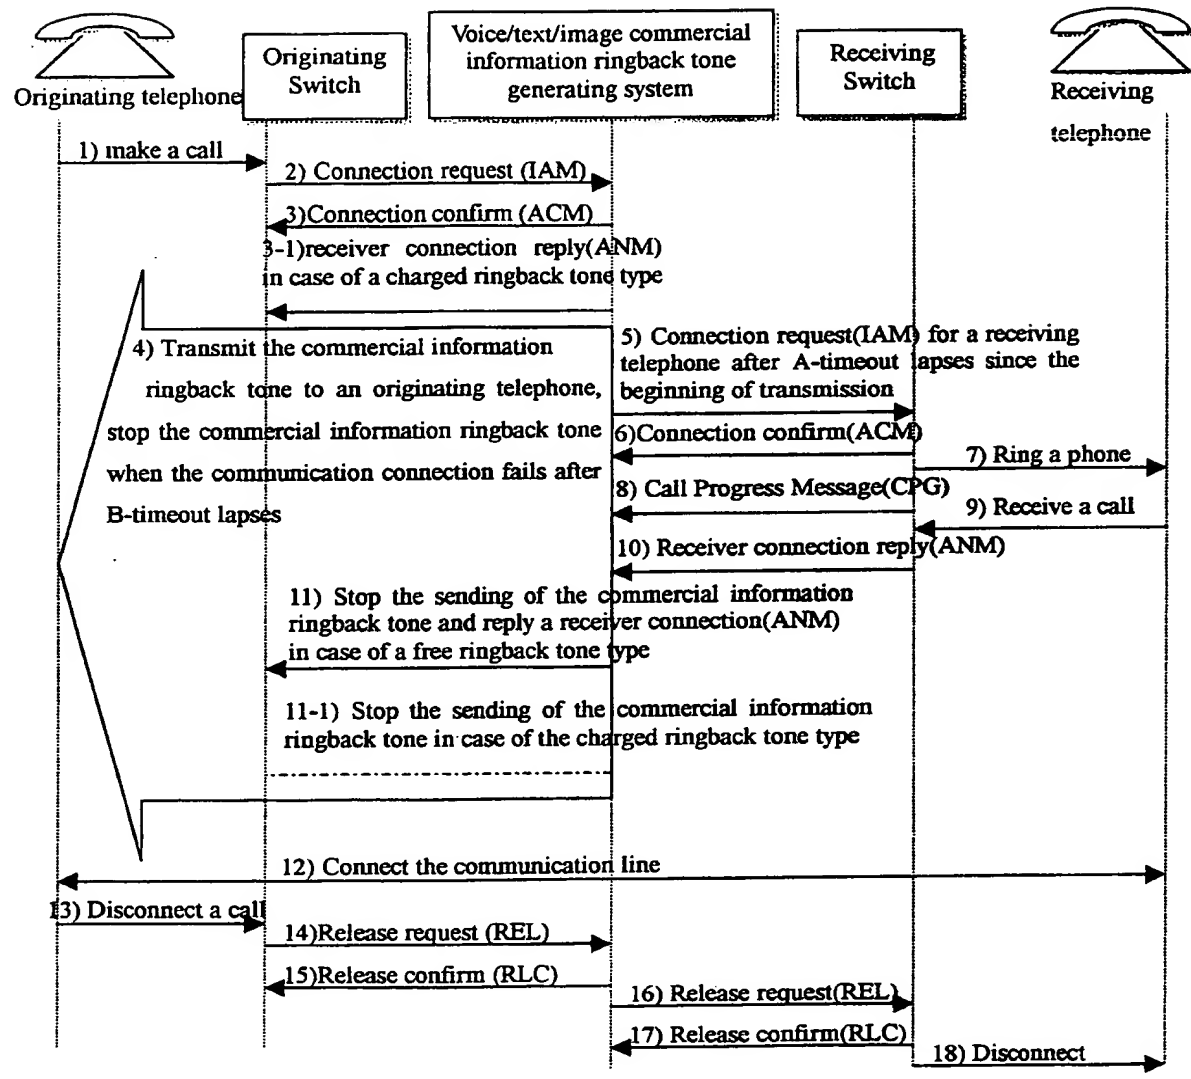 Originating telephone
Originating
Switch
Voice/text/image commercial
information ringback tone
generating system
Receiving
Switch
Receiving
telephone
1) make a call
2) Connection request (IAM)
3)Connection confirm (ACM)
3-1)receiver connection reply(ANM)
in case of a charged ringback tone type
4) Transmit the commercial information
ringback tone to an originating telephone,
stop the commercial information ringback tone
when the communication connection fails after
B-timeout lapses
5) Connection request(IAM) for a receiving
telephone after A-timeout lapses since the
beginning of transmission
6)Connection confirm(ACM)
7) Ring a phone
8) Call Progress Message(CPG)
9) Receive a call
10) Receiver connection reply(ANM)
11) Stop the sending of the commercial information
ringback tone and reply a receiver connection(ANM)
in case of a free ringback tone type
11-1) Stop the sending of the commercial information
ringback tone in case of the charged ringback tone type
12) Connect the communication line
13) Disconnect a call
14)Release request (REL)
15)Release confirm (RLC)
16) Release request(REL)
17) Release confirm(RLC)
18) Disconnect